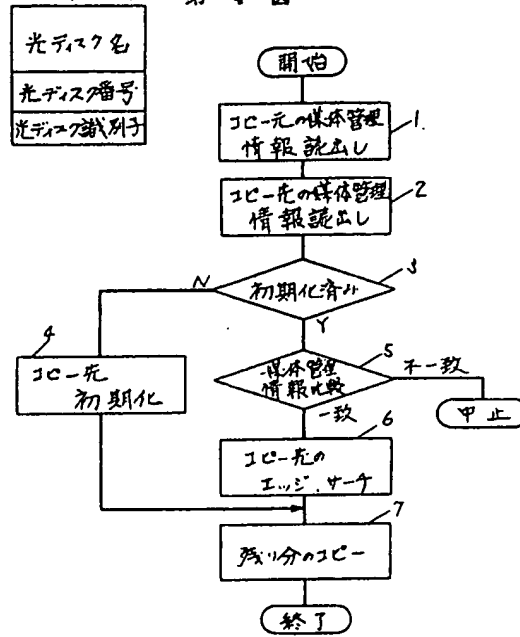 光ディスク名
光ディスク番号
光ディスク識別子
開始
コピー元の媒体管理
情報読出し
1
コピー先の媒体管理
情報読出し
2
初期化済み
3
N
Y
4
コピー先
初期化
媒体管理
情報比較
5
不一致
中止
一致
6
コピー先の
エッジ.サーチ
7
残り分のコピー
終了